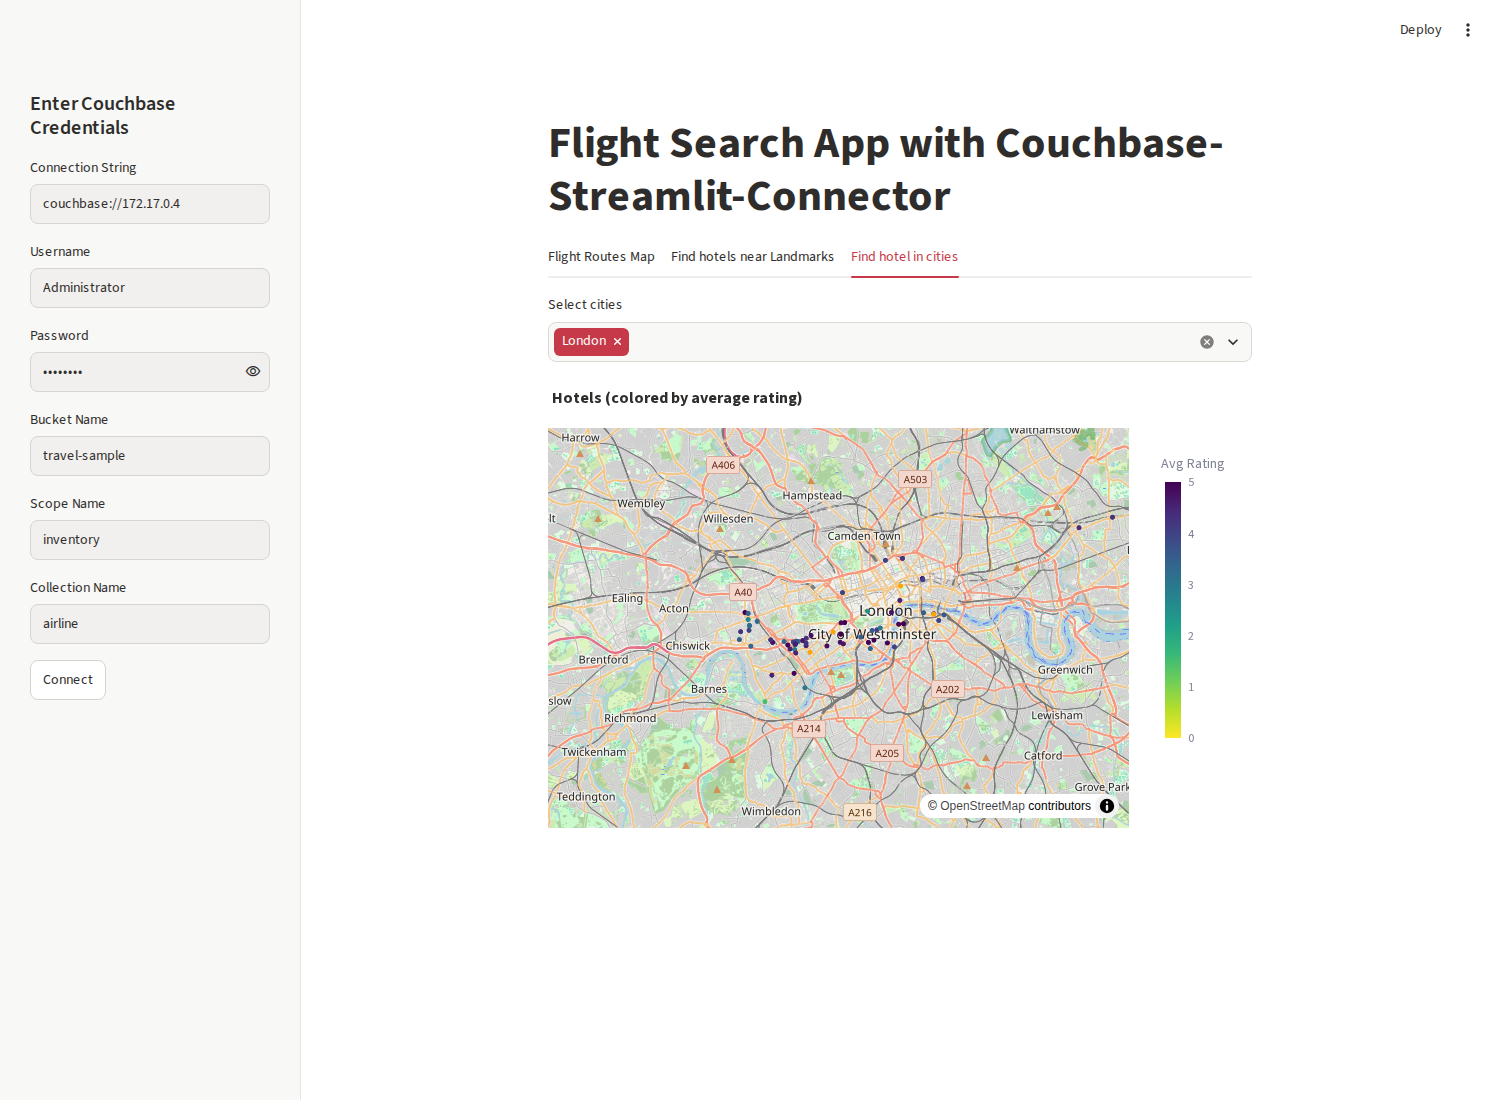 Deploy
Enter Couchbase
Credentials
Connection String
couchbase://172.17.0.4
Username
Administrator
Password
••••••••
Bucket Name
travel-sample
Scope Name
inventory
Collection Name
airline
Connect
Flight Search App with Couchbase-
Streamlit-Connector
Flight Routes Map
Find hotels near Landmarks
Find hotel in cities
Select cities
London
Hotels (colored by average rating)
Harrow
Walthamstow
A406
A503
Hampstead
Wembley
Willesden
Camden Town
A40
Ealing
Acton
London
City of Westminster
Chiswick
Brentford
Greenwich
Barnes
A202
slow
Richmond
Lewisham
A214
Twickenham
A205
Catford
Teddington
Grove Park
Wimbledon
A216
© OpenStreetMap contributors
Avg Rating
5
4
3
2
1
0